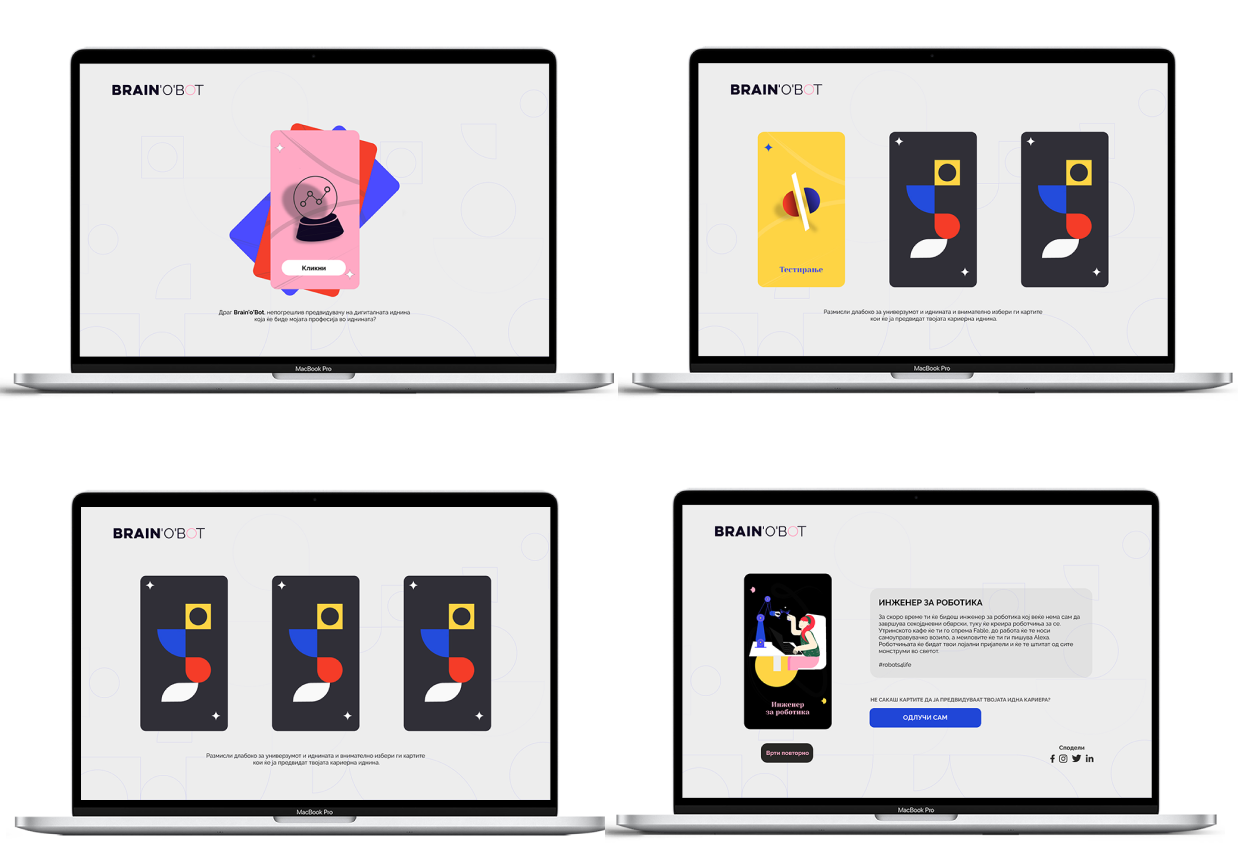 BRAIN'O'BOT
Кликни
Драг Brain'o'Bot, непогрешлив предвидувачу на дигиталната иднина
која ќе биде мојата професија во иднината?
MacBook Pro
BRAIN'O'BOT
Тестирање
Размисли длабоко за универзумот и иднината и внимателно избери ги картите
кои ќе ја предвидат твојата кариерна иднина.
MacBook Pro
BRAIN'O'BOT
Размисли длабоко за универзумот и иднината и внимателно избери ги картите
кои ќе ја предвидат твојата кариерна иднина.
MacBook Pro
BRAIN'O'BOT
Инженер
за роботика
Врти повторно
ИНЖЕНЕР ЗА РОБОТИКА
За скоро време ти ќе бидеш инженер за роботика кој веќе нема сам да
завршува секојдневни обврски, туку ќе креира роботчиња за се.
Утринското кафе ќе ти го спрема Fable, до работа ќе те носи
самоуправувачко возило, а меиловите ќе ти ги пишува Alexa.
Роботчињата ќе бидат твои лојални пријатели и ќе те штитат од сите
монструми во светот.
#robots4life
НЕ САКАШ КАРТИТЕ ДА ЈА ПРЕДВИДУВААТ ТВОЈАТА ИДНА КАРИЕРА?
ОДЛУЧИ САМ
Сподели
MacBook Pro